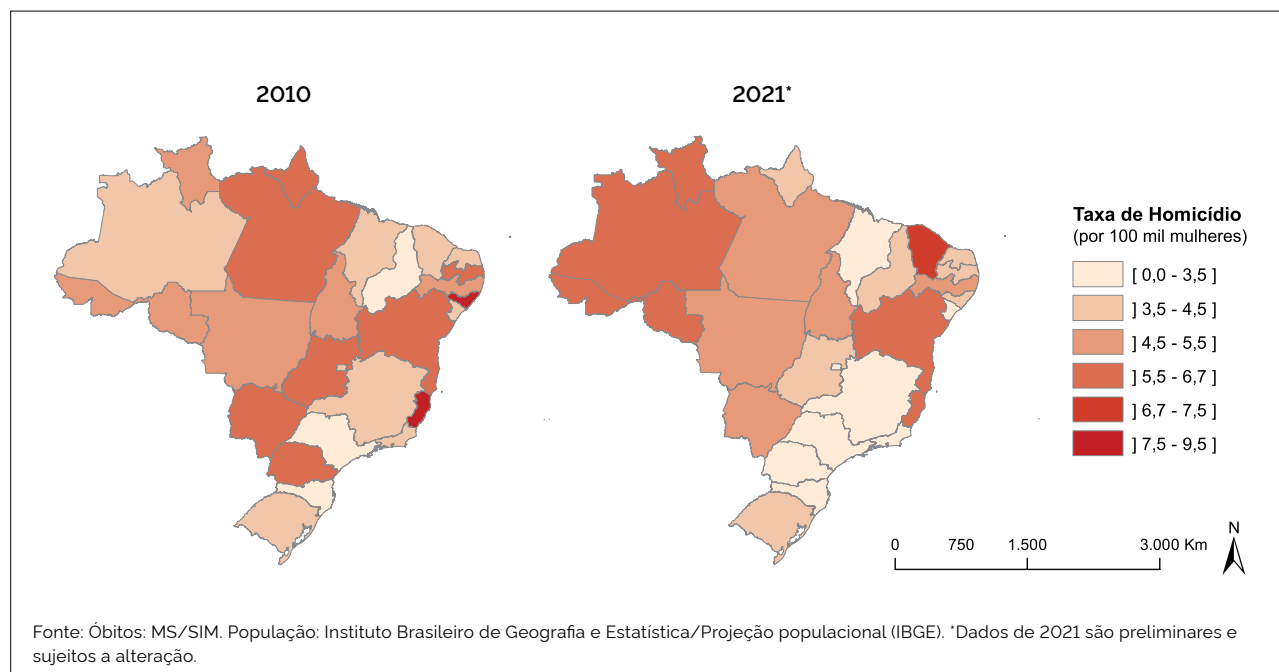 2010
2021*
Taxa de Homicídio
(por 100 mil mulheres)
[ 0,0 - 3,5 ]
] 3,5 - 4,5 ]
] 4,5 - 5,5 ]
] 5,5 - 6,7 ]
] 6,7 - 7,5 ]
] 7,5 - 9,5 ]
N
0 750 1.500 3.000 Km
Fonte: Óbitos: MS/SIM. População: Instituto Brasileiro de Geografia e Estatística/Projeção populacional (IBGE). *Dados de 2021 são preliminares e
sujeitos a alteração.